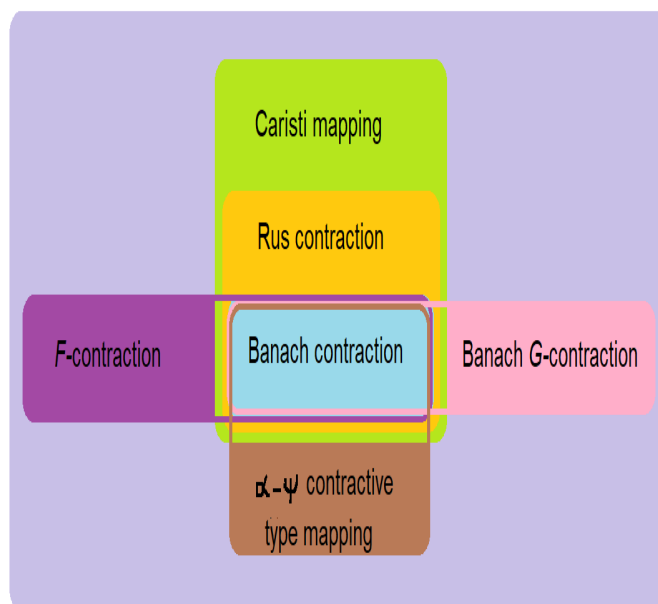 Caristi mapping
Rus contraction
F-contraction
Banach contraction
Banach G-contraction
α-ψ contractive
type mapping